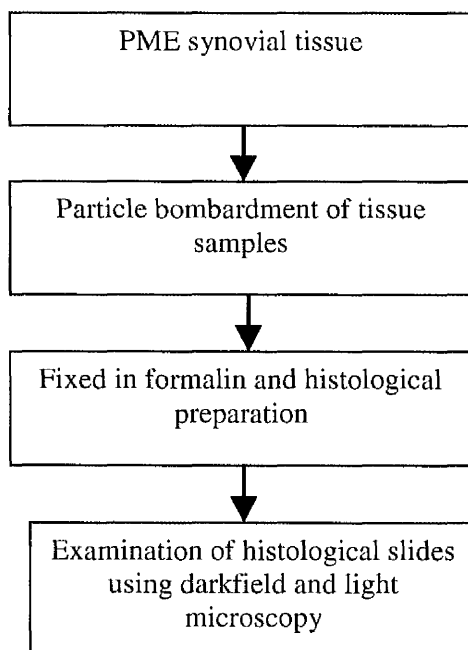 PME synovial tissue
Particle bombardment of tissue
samples
Fixed in formalin and histological
preparation
Examination of histological slides
using darkfield and light
microscopy